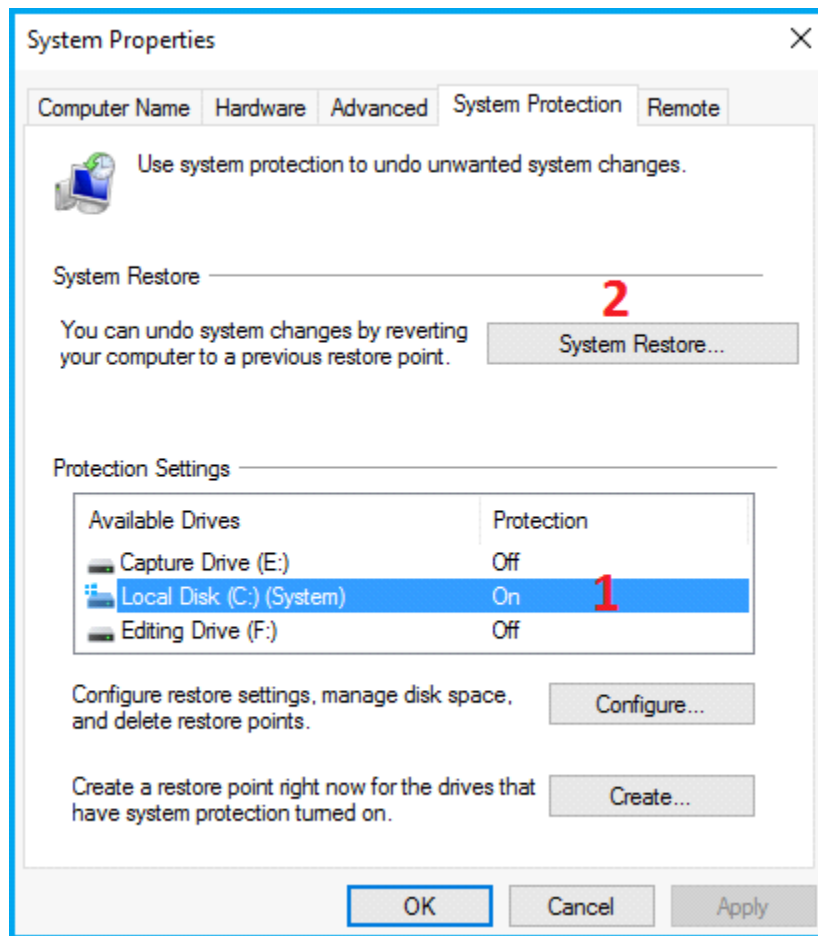 System Properties
Computer Name
Hardware
Advanced
System Protection
Remote
Use system protection to undo unwanted system changes.
System Restore
2
You can undo system changes by reverting
your computer to a previous restore point.
System Restore...
Protection Settings
Available Drives Protection
Capture Drive (E:) Off
Local Disk (C:) (System) On 1
Editing Drive (F:) Off
Configure restore settings, manage disk space,
and delete restore points.
Configure...
Create a restore point right now for the drives that
have system protection turned on.
Create...
OK
Cancel
Apply